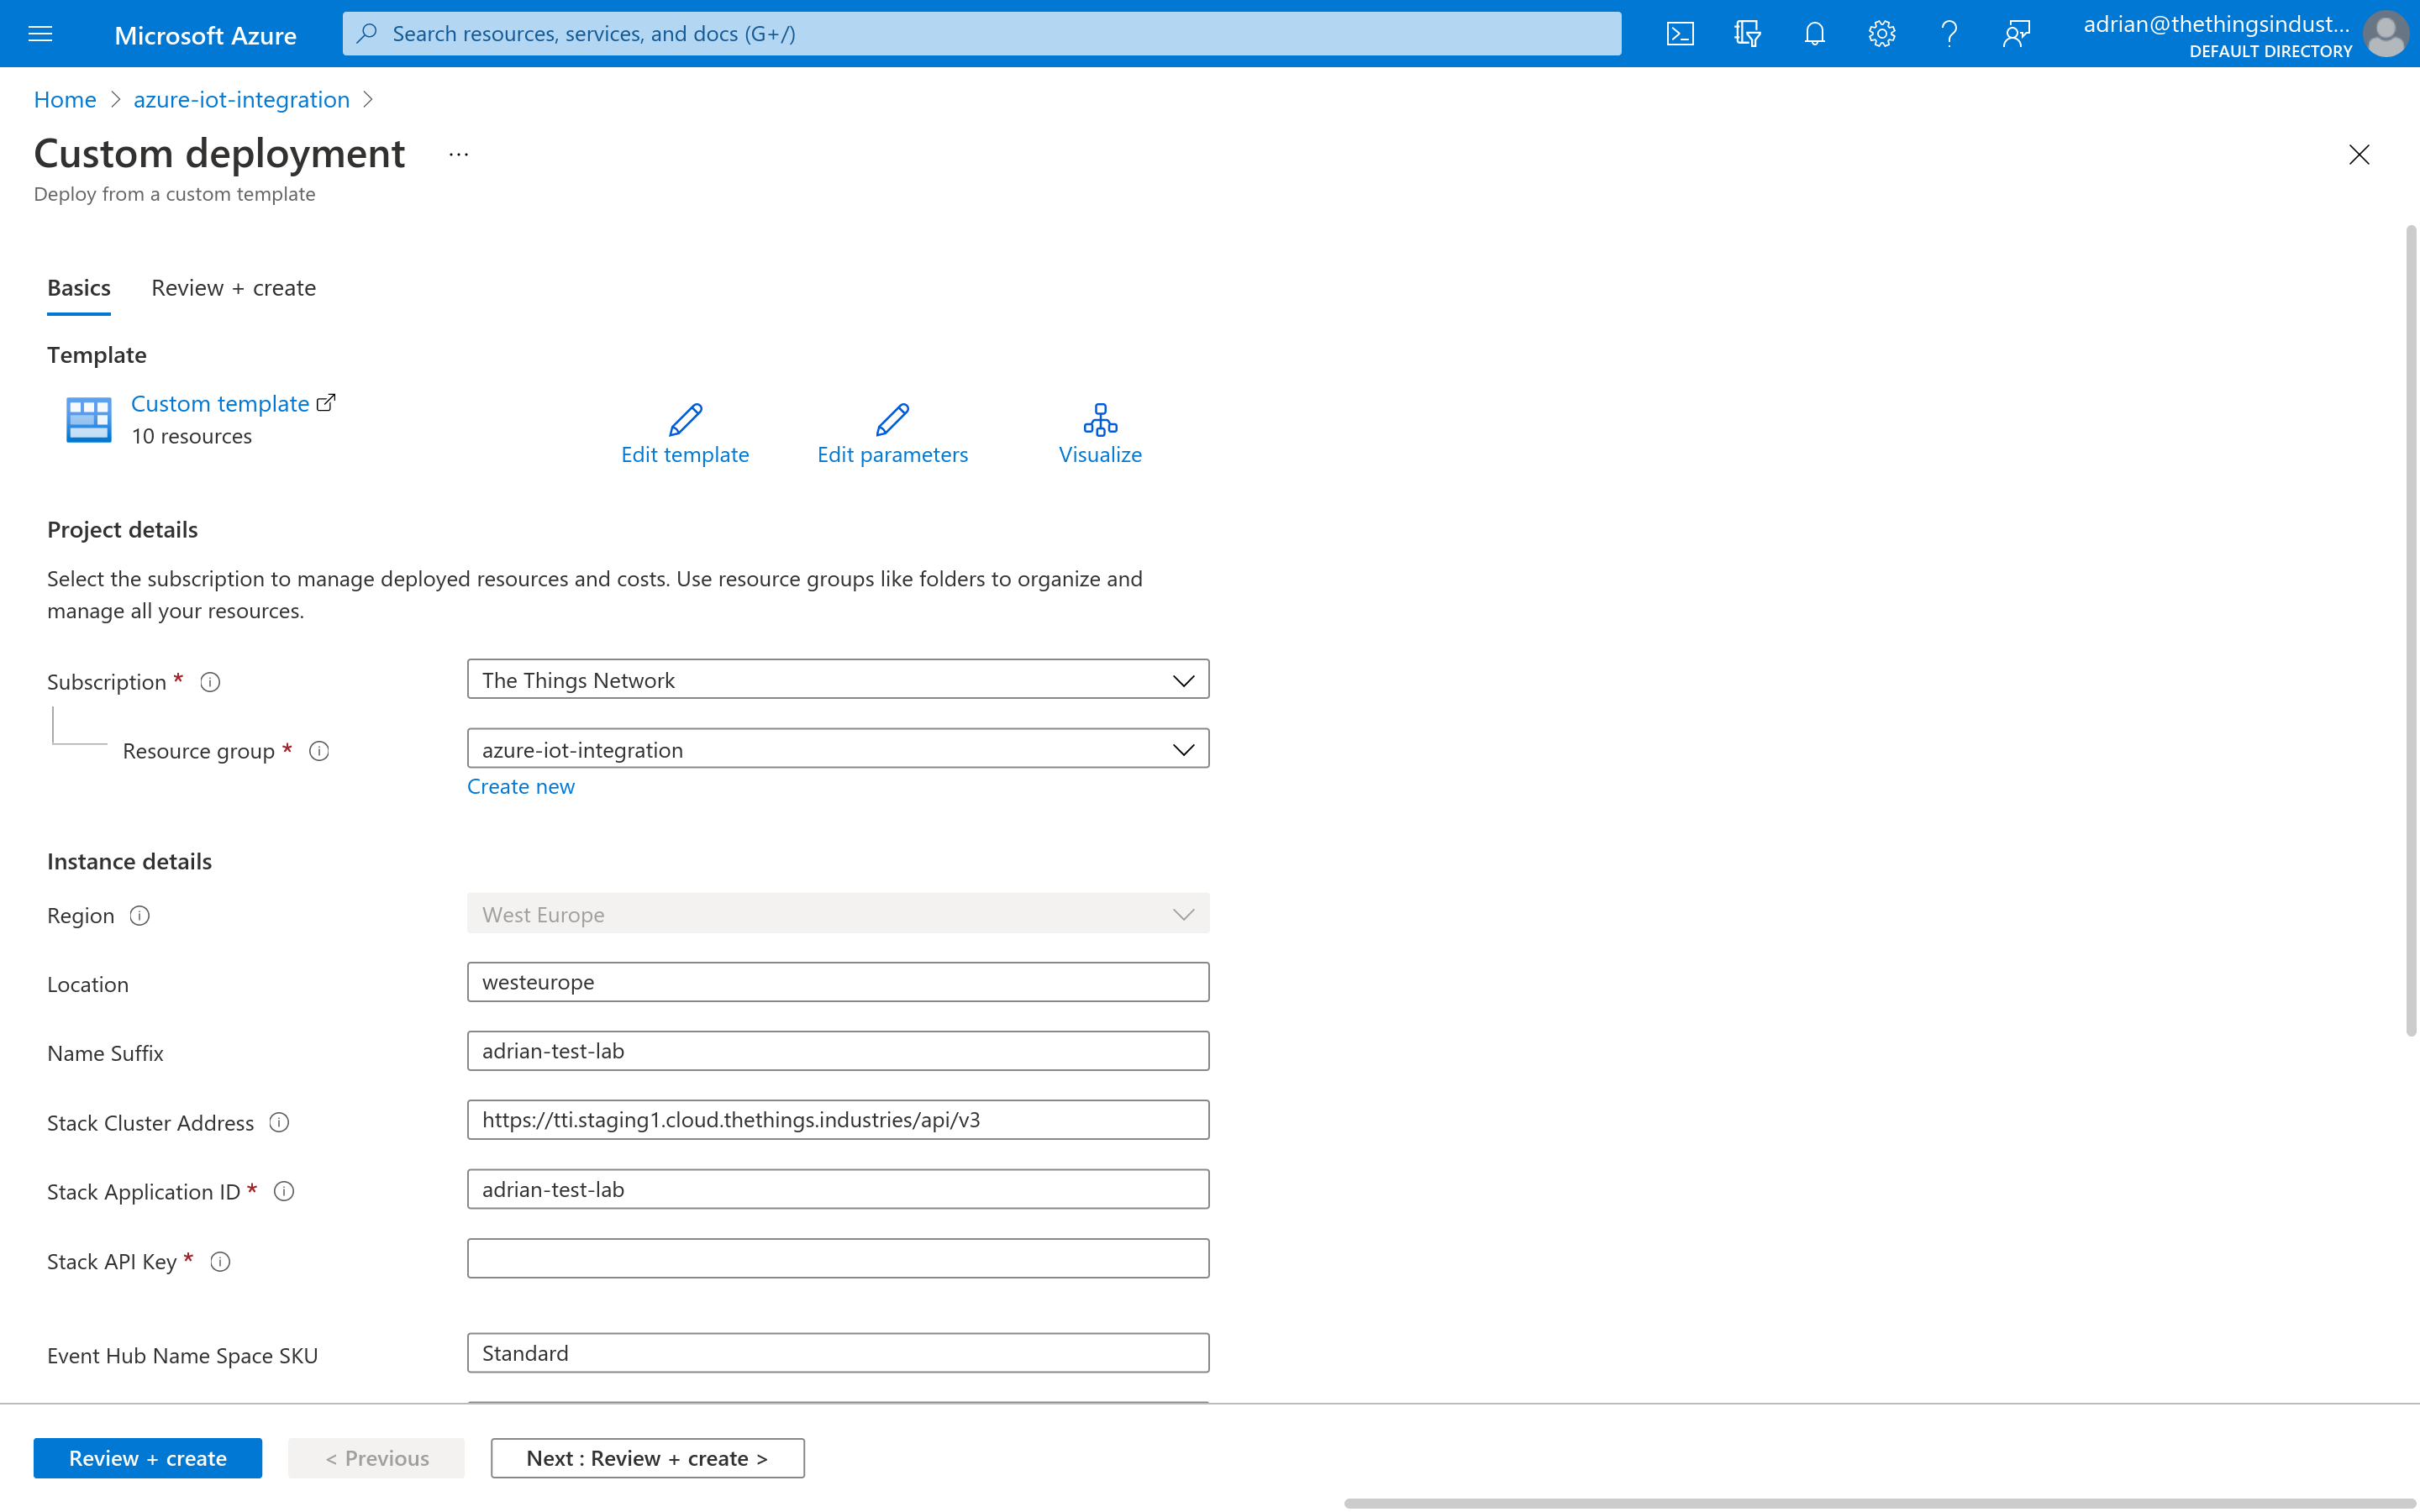 Microsoft Azure
Search resources, services, and docs (G+/)
adrian@thethingsindust...
DEFAULT DIRECTORY
Home > azure-iot-integration >
Custom deployment ...
Deploy from a custom template
Basics
Review + create
Template
Custom template
10 resources
Edit template
Edit parameters
Visualize
Project details
Select the subscription to manage deployed resources and costs. Use resource groups like folders to organize and
manage all your resources.
Subscription *
The Things Network
Resource group *
azure-iot-integration
Create new
Instance details
Region
West Europe
Location
westeurope
Name Suffix
adrian-test-lab
Stack Cluster Address
https://tti.staging1.cloud.thethings.industries/api/v3
Stack Application ID *
adrian-test-lab
Stack API Key *
Event Hub Name Space SKU
Standard
Review + create
< Previous
Next : Review + create >